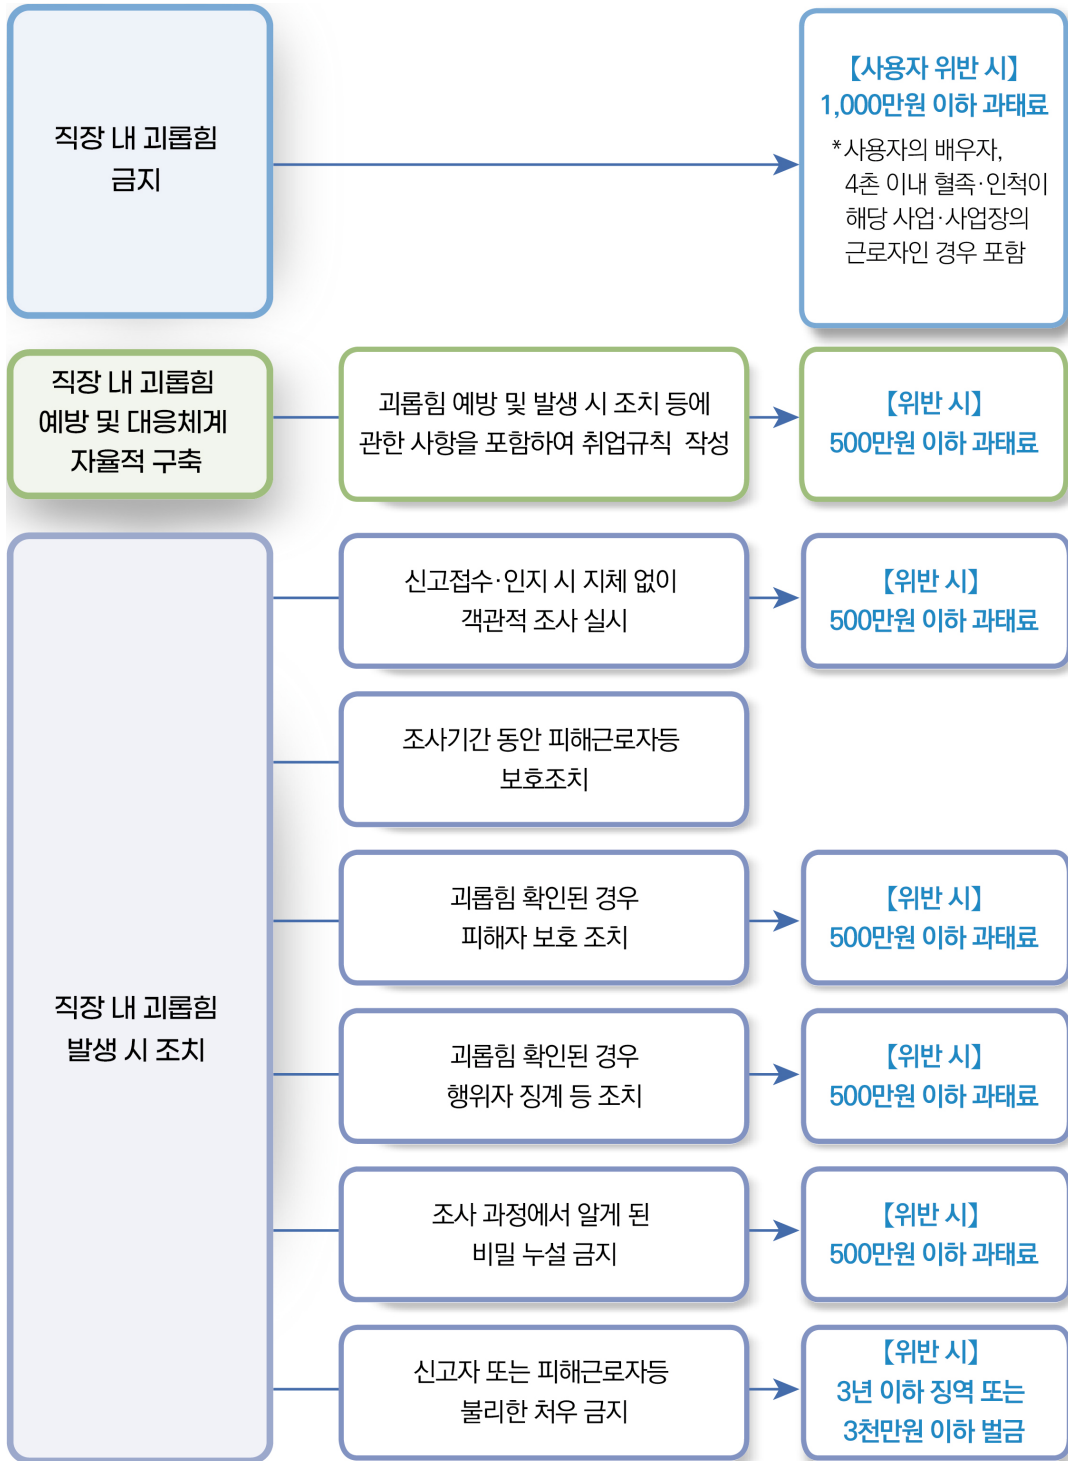 직장 내 괴롭힘
금지
【사용자 위반 시】
1,000만원 이하 과태료
*사용자의 배우자,
4촌 이내 혈족·인척이
해당 사업·사업장의
근로자인 경우 포함
직장 내 괴롭힘
예방 및 대응체계
자율적 구축
괴롭힘 예방 및 발생 시 조치 등에
관한 사항을 포함하여 취업규칙 작성
【위반 시】
500만원 이하 과태료
직장 내 괴롭힘
발생 시 조치
신고접수·인지 시 지체 없이
객관적 조사 실시
【위반 시】
500만원 이하 과태료
조사기간 동안 피해근로자등
보호조치
괴롭힘 확인된 경우
피해자 보호 조치
【위반 시】
500만원 이하 과태료
괴롭힘 확인된 경우
행위자 징계 등 조치
【위반 시】
500만원 이하 과태료
조사 과정에서 알게 된
비밀 누설 금지
【위반 시】
500만원 이하 과태료
신고자 또는 피해근로자등
불리한 처우 금지
【위반 시】
3년 이하 징역 또는
3천만원 이하 벌금